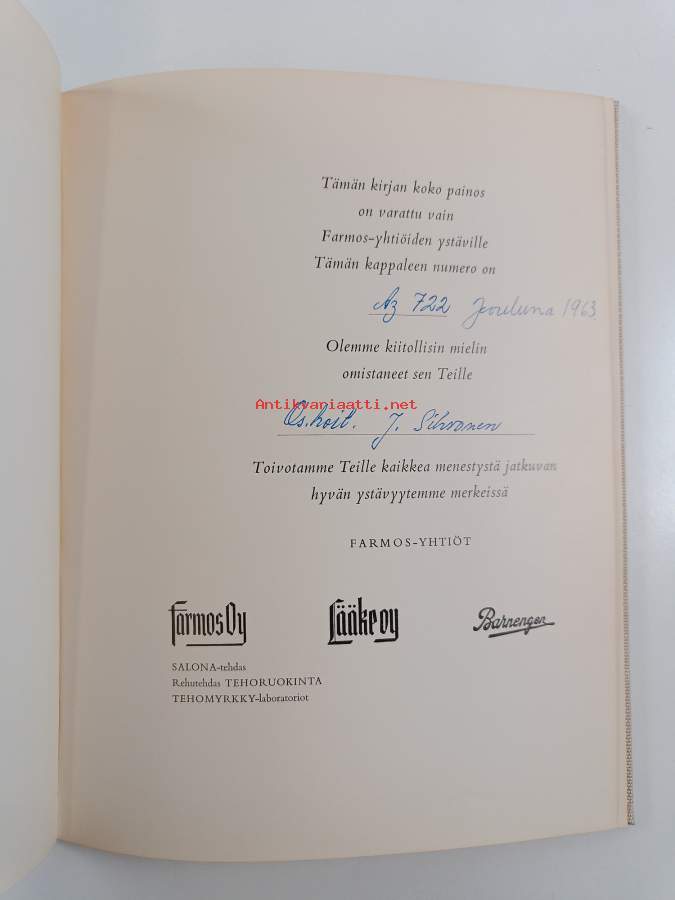 Tämän kirjan koko painos
on varattu vain
Farmos-yhtiöiden ystäville
Tämän kappaleen numero on
Az 722 Jouluna 1963
Olemme kiitollisin mielin
omistaneet sen Teille
Antikvariaatti.net
Os.hoit. J. Sihvonen
Toivotamme Teille kaikkea menestystä jatkuvan
hyvän ystävyytemme merkeissä
FARMOS-YHTIÖT
Farmos Oy Lääke oy Barnengen
SALONA-tehdas
Rehutehdas TEHORUOKINTA
TEHOMYRKKY-laboratoriot